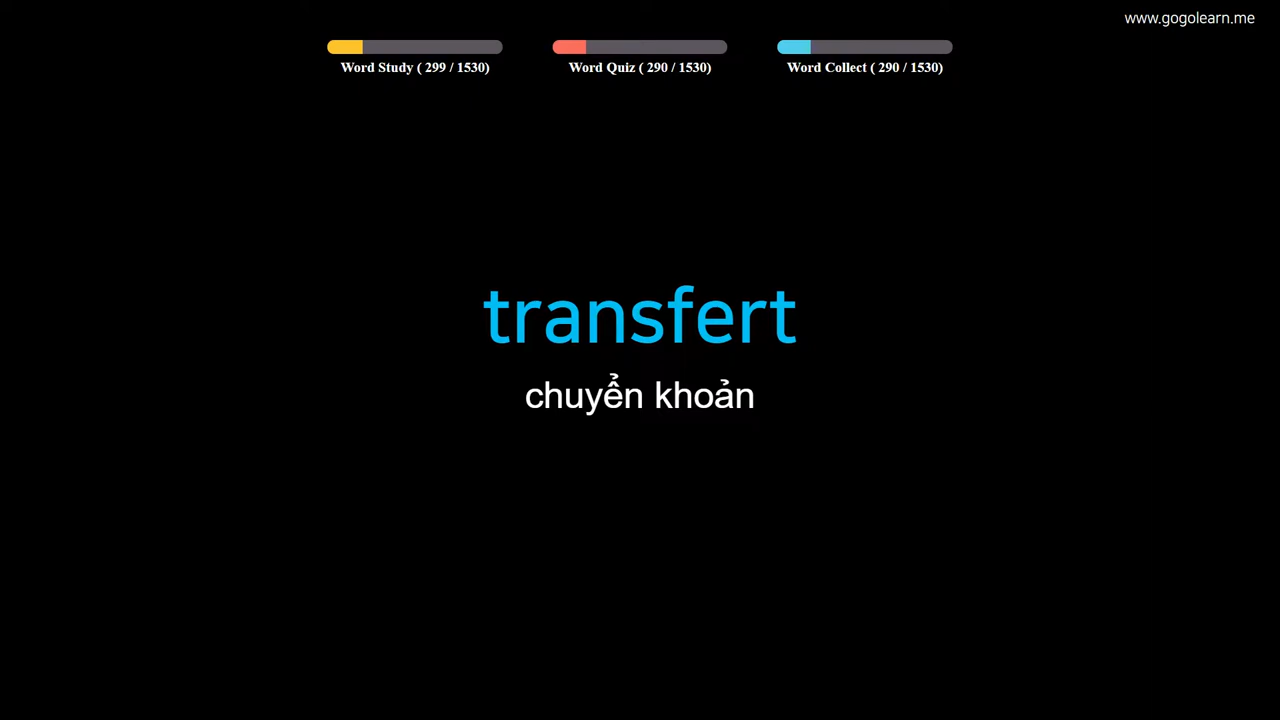 www.gogolearn.me
Word Study ( 299 / 1530)
Word Quiz ( 290 / 1530)
Word Collect ( 290 / 1530)
transfert
chuyển khoản